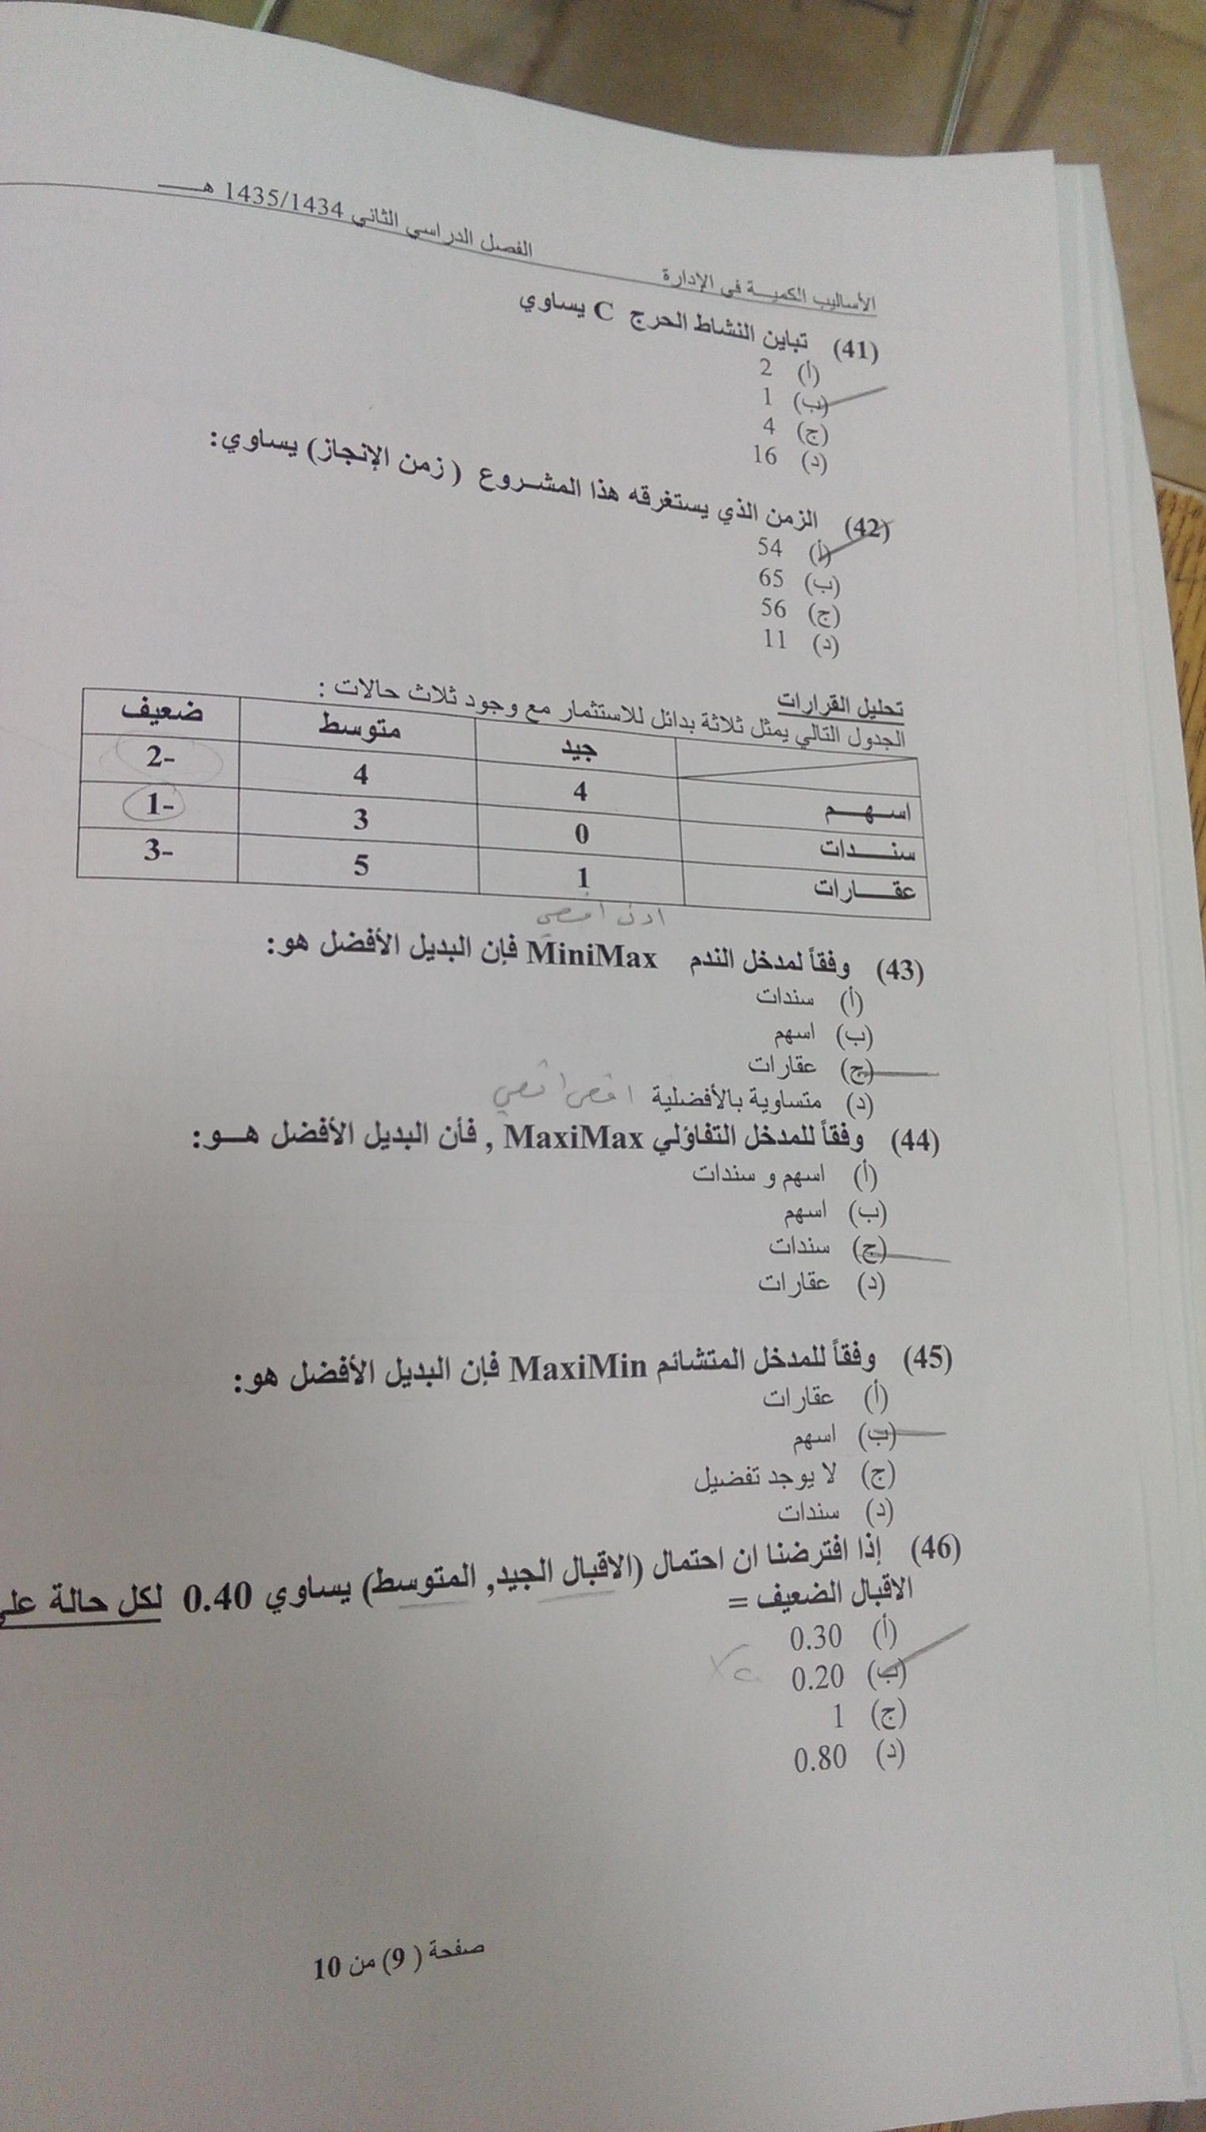 الأساليب الكمية في الإدارة الفصل الدراسي الثاني 1435/1434 هـ
(41) تباين النشاط الحرج C يساوي
(أ) 2
(ب) 1
(ج) 4
(د) 16
(42) الزمن الذي يستغرقه هذا المشروع (زمن الإنجاز) يساوي:
(أ) 54
(ب) 65
(ج) 56
(د) 11
تحليل القرارات
الجدول التالي يمثل ثلاثة بدائل للاستثمار مع وجود ثلاث حالات :
جيد متوسط ضعيف
اسهم 4 4 -2
سندات 0 3 -1
عقارات 1 5 -3
(43) وفقاً لمدخل الندم MiniMax فإن البديل الأفضل هو:
(أ) سندات
(ب) اسهم
(ج) عقارات
(د) متساوية بالأفضلية
(44) وفقاً للمدخل التفاؤلي MaxiMax , فأن البديل الأفضل هو:
(أ) اسهم و سندات
(ب) اسهم
(ج) سندات
(د) عقارات
(45) وفقاً للمدخل المتشائم MaxiMin فإن البديل الأفضل هو:
(أ) عقارات
(ب) اسهم
(ج) لا يوجد تفضيل
(د) سندات
(46) إذا افترضنا ان احتمال (الاقبال الجيد, المتوسط) يساوي 0.40 لكل حالة
الاقبال الضعيف =
(أ) 0.30
(ب) 0.20
(ج) 1
(د) 0.80
صفحة (9) من 10